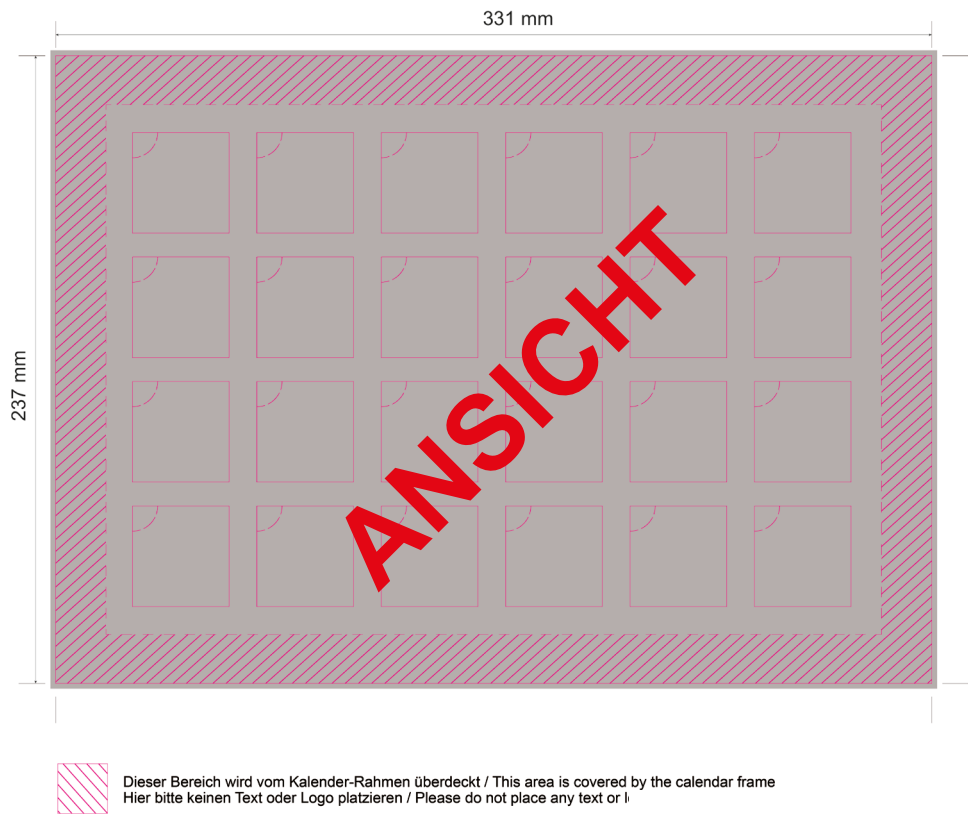 331 mm
237 mm
ANSICHT
Dieser Bereich wird vom Kalender-Rahmen überdeckt / This area is covered by the calendar frame
Hier bitte keinen Text oder Logo platzieren / Please do not place any text or